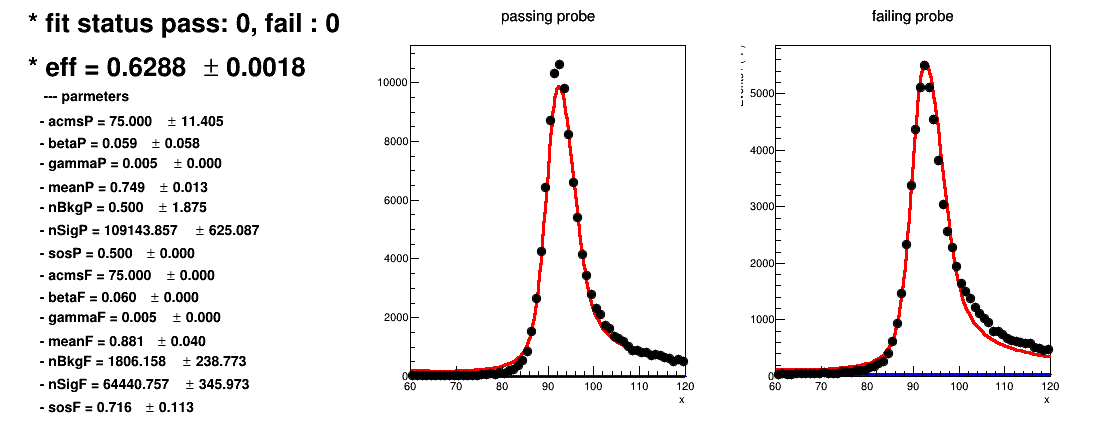 * fit status pass: 0, fail : 0
* eff = 0.6288 ± 0.0018
--- parmeters
- acmsP = 75.000 ± 11.405
- betaP = 0.059 ± 0.058
- gammaP = 0.005 ± 0.000
- meanP = 0.749 ± 0.013
- nBkgP = 0.500 ± 1.875
- nSigP = 109143.857 ± 625.087
- sosP = 0.500 ± 0.000
- acmsF = 75.000 ± 0.000
- betaF = 0.060 ± 0.000
- gammaF = 0.005 ± 0.000
- meanF = 0.881 ± 0.040
- nBkgF = 1806.158 ± 238.773
- nSigF = 64440.757 ± 345.973
- sosF = 0.716 ± 0.113
passing probe
10000
8000
6000
4000
2000
0
60 70 80 90 100 110 120
x
failing probe
5000
4000
3000
2000
1000
0
60 70 80 90 100 110 120
x